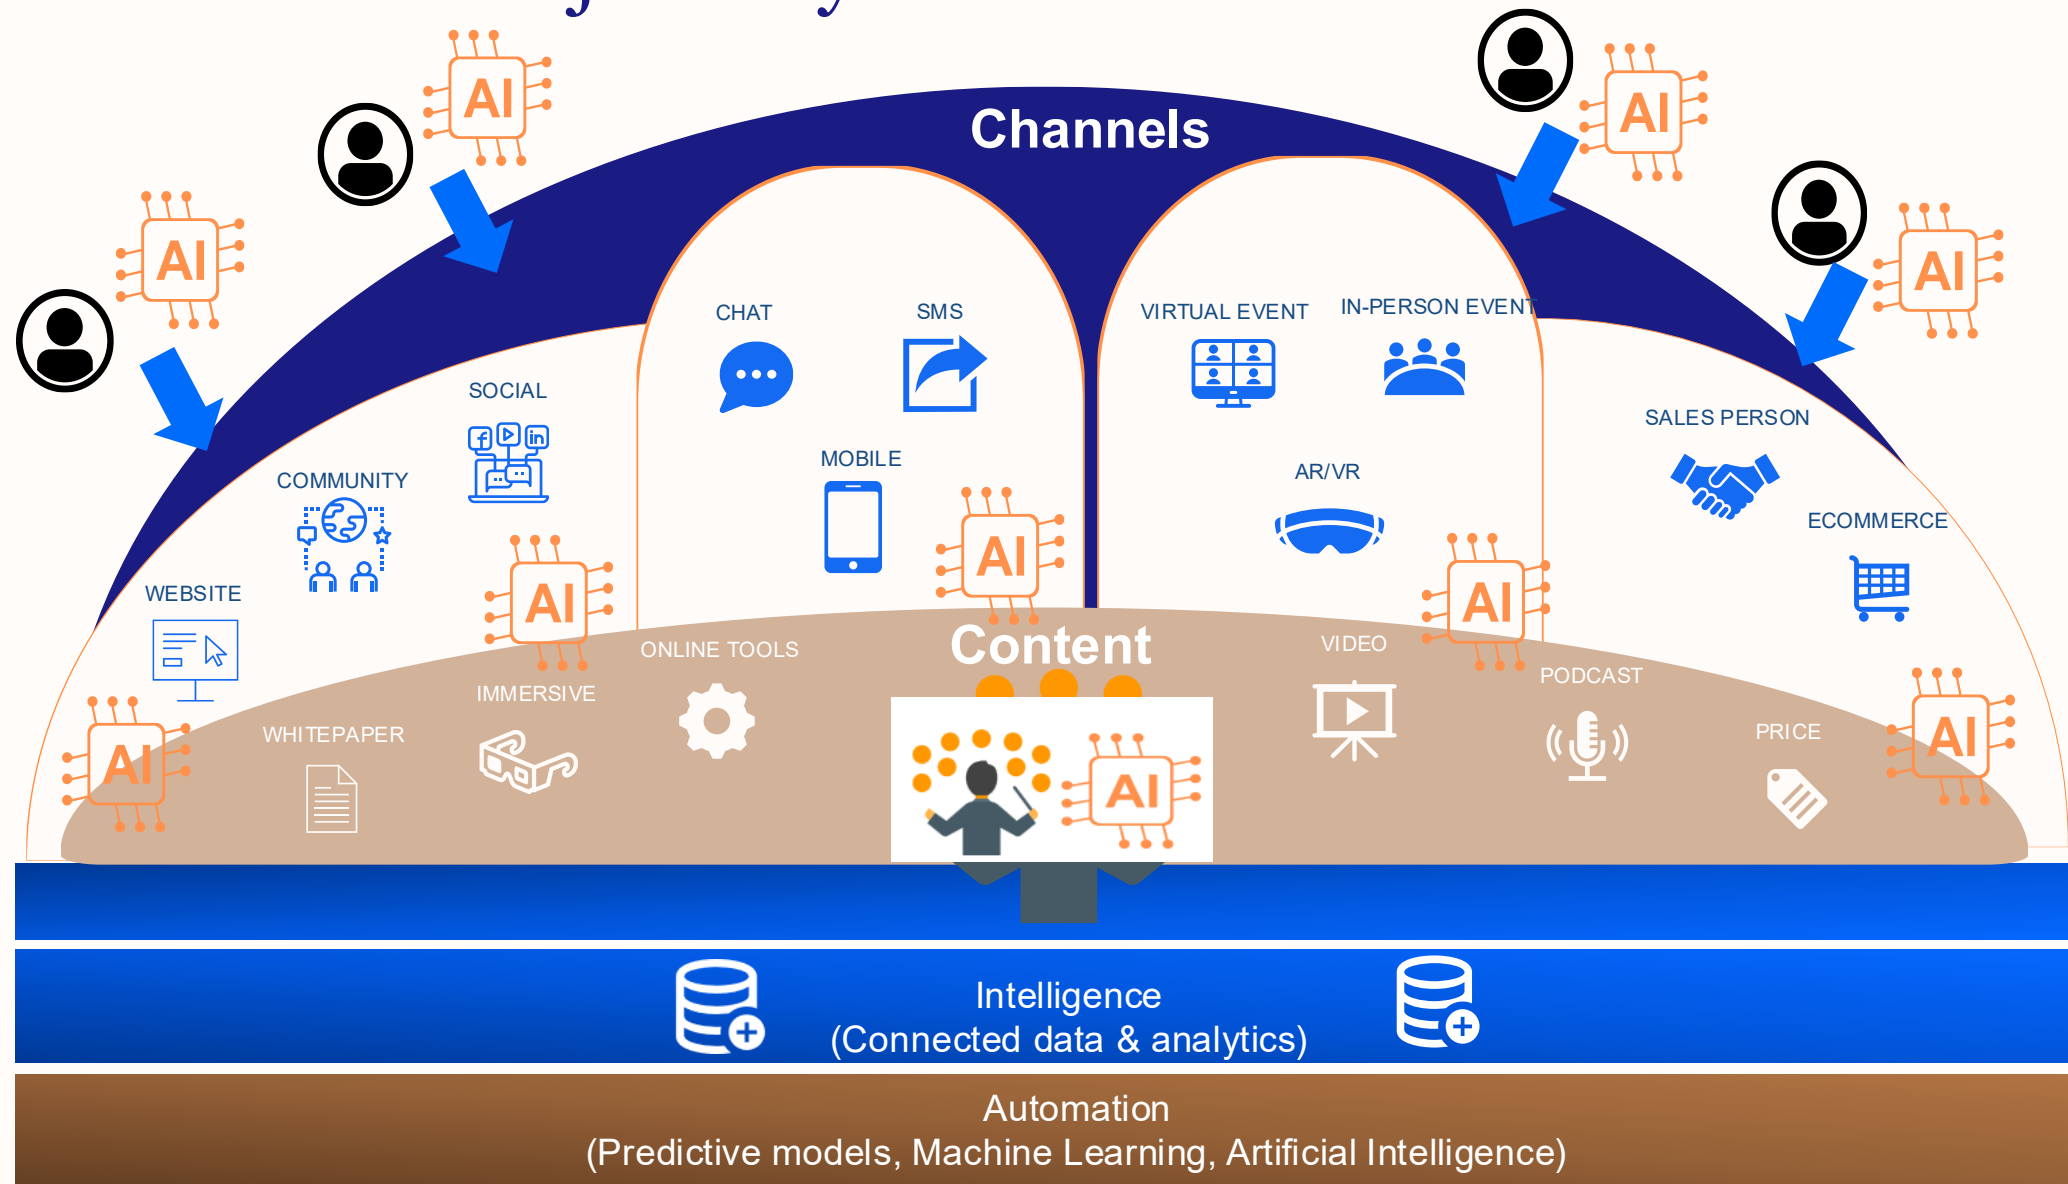 AI
AI
AI
AI
Channels
CHAT
SMS
VIRTUAL EVENT
IN-PERSON EVENT
SOCIAL
f
in
SALES PERSON
COMMUNITY
MOBILE
AR/VR
ECOMMERCE
WEBSITE
AI
AI
AI
AI
AI
Content
ONLINE TOOLS
VIDEO
IMMERSIVE
PODCAST
WHITEPAPER
PRICE
AI
Intelligence
(Connected data & analytics)
Automation
(Predictive models, Machine Learning, Artificial Intelligence)